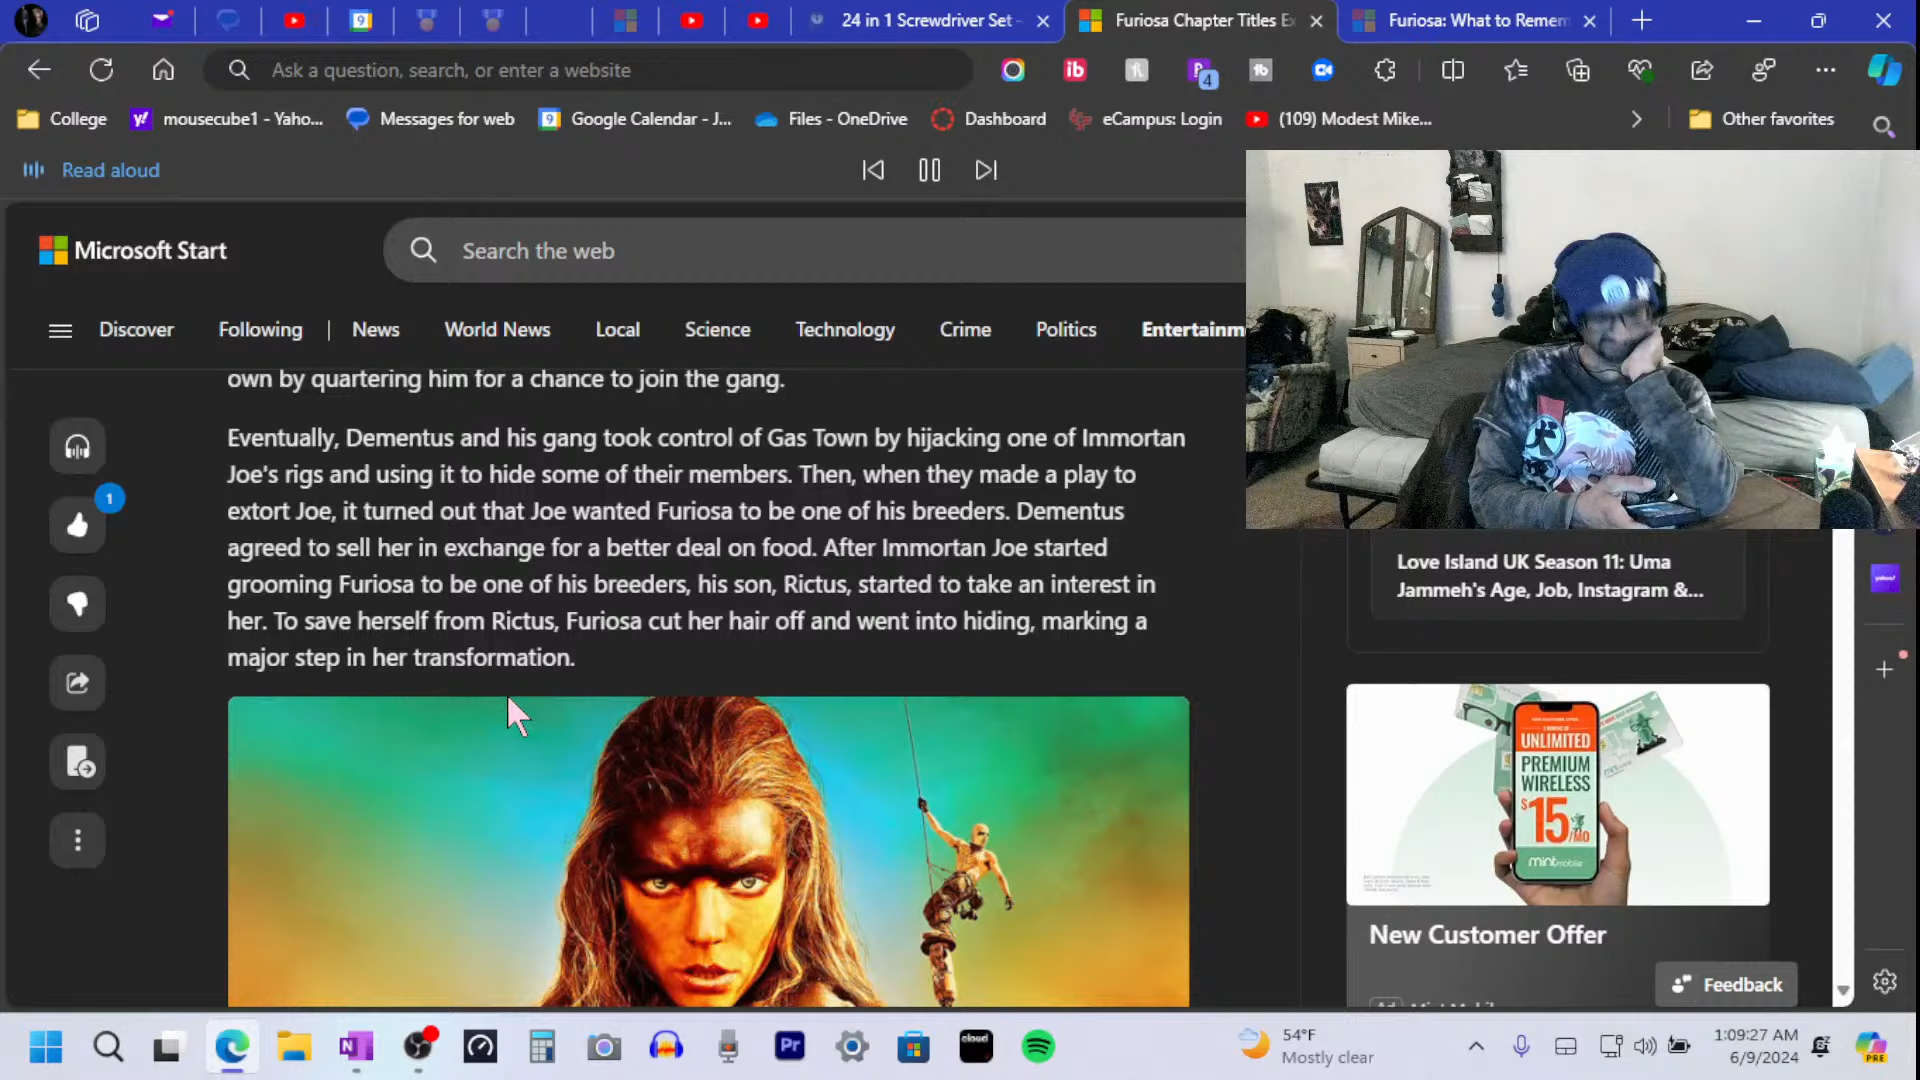 24 in 1 Screwdriver Set -
Furiosa Chapter Titles Ex
Furiosa: What to Remem
Ask a question, search, or enter a website
4
College
mousecube1 - Yaho...
Messages for web
Google Calendar - J...
Files - OneDrive
Dashboard
eCampus: Login
(109) Modest Mike...
Other favorites
Read aloud
Microsoft Start
Search the web
Discover
Following
News
World News
Local
Science
Technology
Crime
Politics
Entertainm
own by quartering him for a chance to join the gang.
Eventually, Dementus and his gang took control of Gas Town by hijacking one of Immortan
Joe's rigs and using it to hide some of their members. Then, when they made a play to
extort Joe, it turned out that Joe wanted Furiosa to be one of his breeders. Dementus
agreed to sell her in exchange for a better deal on food. After Immortan Joe started
grooming Furiosa to be one of his breeders, his son, Rictus, started to take an interest in
her. To save herself from Rictus, Furiosa cut her hair off and went into hiding, marking a
major step in her transformation.
1
Love Island UK Season 11: Uma
Jammeh's Age, Job, Instagram &...
UNLIMITED
PREMIUM
WIRELESS
$15/MO
mint mobile
New Customer Offer
Ad
Feedback
54°F
Mostly clear
1:09:27 AM
6/9/2024